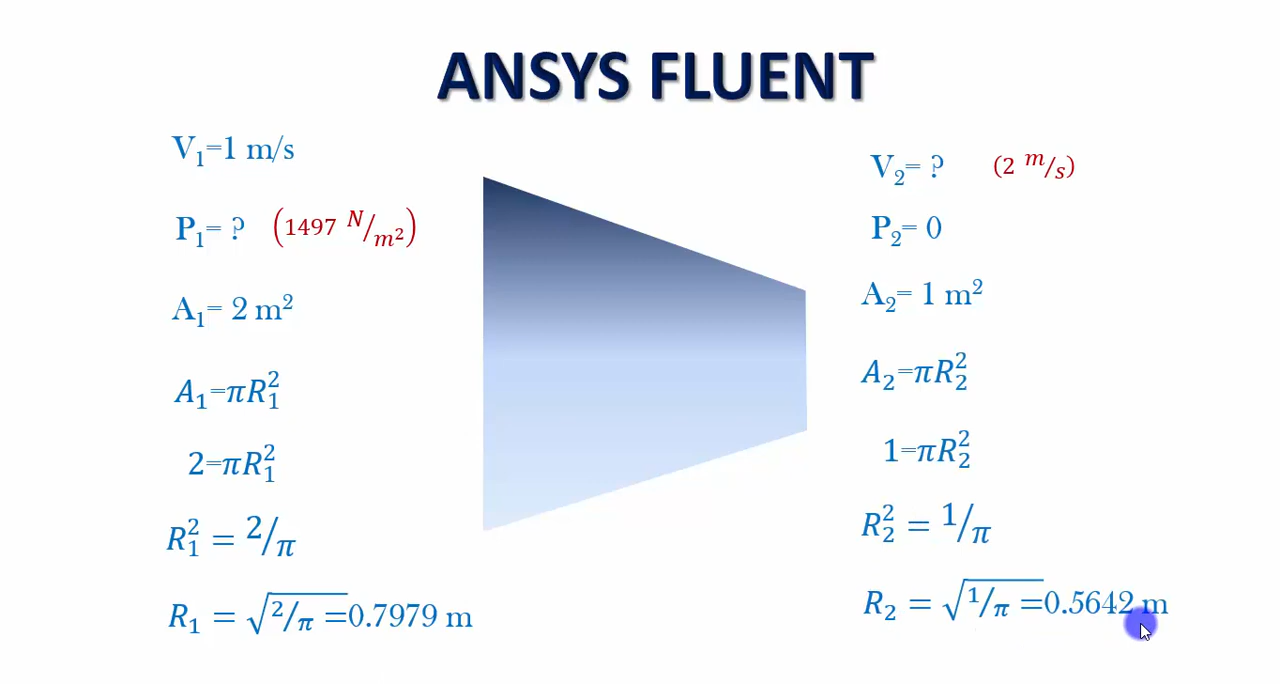 ANSYS FLUENT
V₁=1 m/s
P₁= ? (1497 N/m²)
A₁= 2 m²
A₁=πR₁²
2=πR₁²
R₁² = 2/π
R₁ = √2/π =0.7979 m
V₂= ? (2 m/s)
P₂= 0
A₂= 1 m²
A₂=πR₂²
1=πR₂²
R₂² = 1/π
R₂ = √1/π =0.5642 m